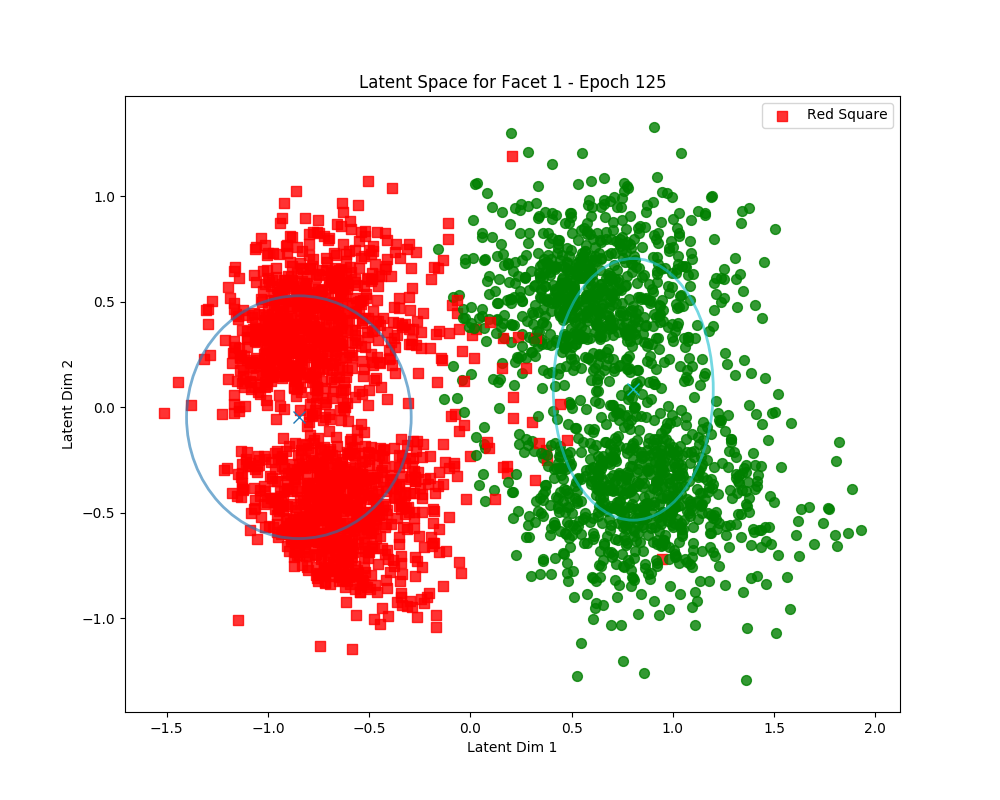 Latent Space for Facet 1 - Epoch 125
Red Square
1.0
0.5
0.0
−0.5
−1.0
Latent Dim 2
−1.5 −1.0 −0.5 0.0 0.5 1.0 1.5 2.0
Latent Dim 1